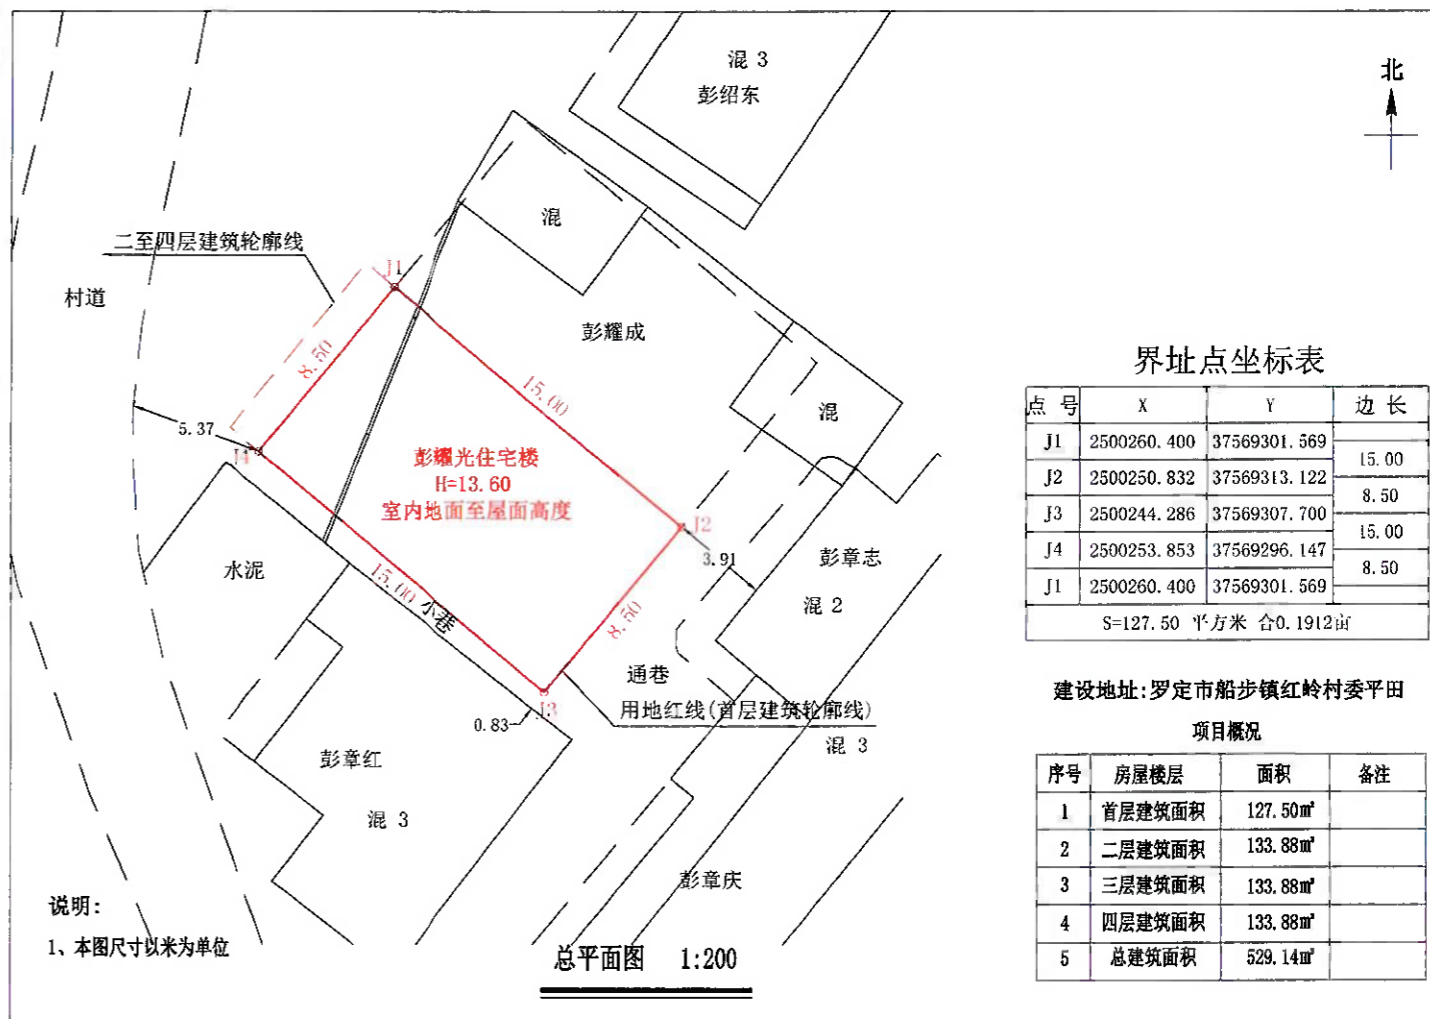 混 3
彭绍东
北
混
二至四层建筑轮廓线
J1
村道
彭耀成
8.50
15.00
混
5.37
J4
彭耀光住宅楼
H=13.60
室内地面至屋面高度
J2
3.91
彭章志
混 2
水泥
15.00
小巷
8.50
通巷
J3
用地红线(首层建筑轮廓线)
0.83
混 3
彭章红
混 3
彭章庆
说明:
1、本图尺寸以米为单位
总平面图 1:200
界址点坐标表
点 号 X Y 边 长
J1 2500260.400 37569301.569
15.00
J2 2500250.832 37569313.122
8.50
J3 2500244.286 37569307.700
15.00
J4 2500253.853 37569296.147
8.50
J1 2500260.400 37569301.569
S=127.50 平方米 合0.1912亩
建设地址:罗定市船步镇红岭村委平田
项目概况
序号 房屋楼层 面积 备注
1 首层建筑面积 127.50㎡
2 二层建筑面积 133.88㎡
3 三层建筑面积 133.88㎡
4 四层建筑面积 133.88㎡
5 总建筑面积 529.14㎡